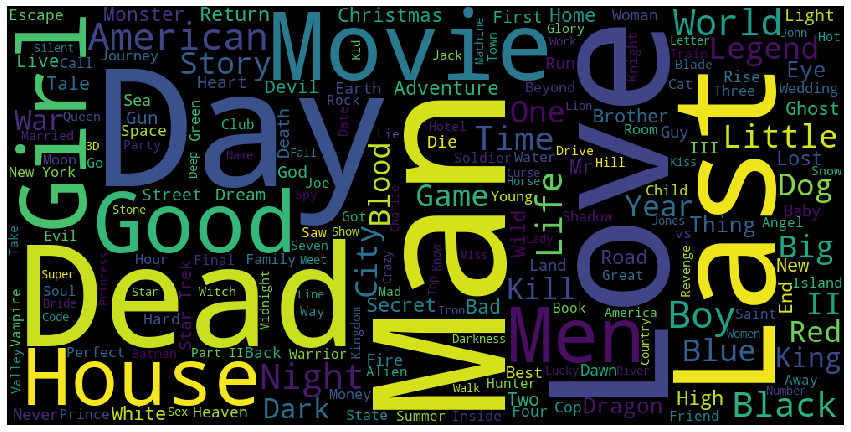 Escape
Monster
Return
Christmas
First
Home
Woman
World
Light
American
Movie
Silent
Live
Call
Journey
Story
Heart
Devil
Jack
Kid
Machine
Town
Glory
Work
Run
Knight
Legend
Letter
John
Hot
Train
Blade
Tale
Girl
Day
Earth
Adventure
Beyond
Love
Last
Cat
Rise
Three
Wedding
Eye
War
Queen
Sea
Gun
Space
Married
3D
Party
Moon
Go
New York
Deep
Green
Club
Death
Rock
Date
Lie
Fall
Hotel
Die
Soldier
Curse
Horse
One
Time
Brother
Water
Drive
Hill
Mr
Room
Guy
III
Kiss
Ghost
Little
Lost
Snow
Street
Dream
God
Joe
Spy
Name
Charlie
Man
Blood
Game
Young
Shadow
Wild
Lady
Life
Child
Year
Jones
vs
Thing
Dog
Baby
Angel
Evil
Stone
Good
Got
Saw
Show
Seven
Meet
Family
Hour
Final
Take
Super
Princess
Dead
Soul
Star
Bride
Code
Witch
Star Trek
Midnight
Hard
Crazy
Line
Way
City
Mad
Top
Know
Miss
Iron
Secret
Bad
Land
Kill
Road
Great
Revenge
New
End
Big
Island
II
Book
America
Country
Boy
Saint
Women
Men
Darkness
Kingdom
Valley
Vampire
Perfect
Batman
Part II
Back
Warrior
Fire
Alien
Walk
Best
Dawn
Hunter
Lucky
River
Blue
Red
King
Away
Number
House
Night
Money
Never
Prince
White
Sex
Heaven
Dark
State
Summer
Inside
Two
Four
Cop
Dragon
Friend
High
Black
Lion